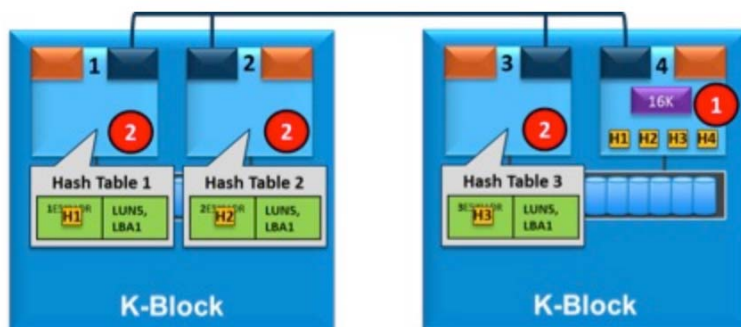 1
2
3
4
16K
1
2
2
2
H1 H2 H3 H4
Hash Table 1
H1
LUN5,
LBA1
Hash Table 2
H2
LUN5,
LBA1
Hash Table 3
H3
LUN5,
LBA1
K-Block
K-Block